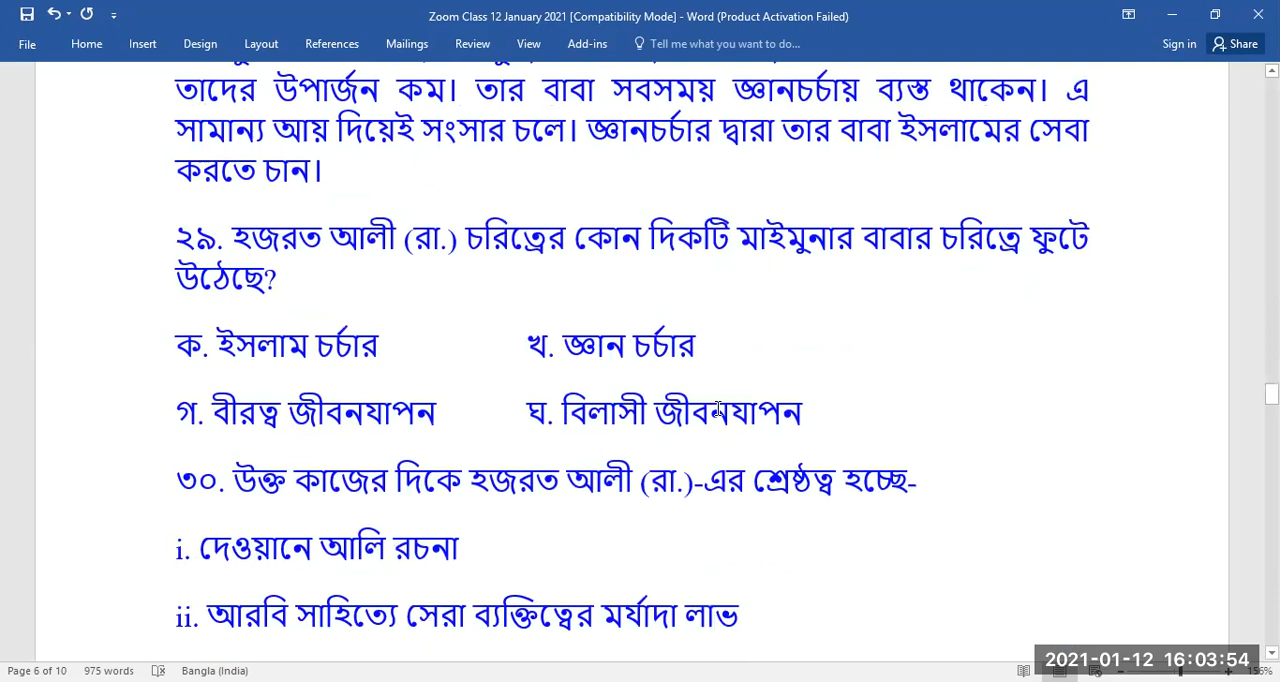 Zoom Class 12 January 2021 [Compatibility Mode] - Word (Product Activation Failed)
File Home Insert Design Layout References Mailings Review View Add-ins Tell me what you want to do... Sign in Share
তাদের উপার্জন কম। তার বাবা সবসময় জ্ঞানচর্চায় ব্যস্ত থাকেন। এ
সামান্য আয় দিয়েই সংসার চলে। জ্ঞানচর্চার দ্বারা তার বাবা ইসলামের সেবা
করতে চান।
২৯. হজরত আলী (রা.) চরিত্রের কোন দিকটি মাইমুনার বাবার চরিত্রে ফুটে
উঠেছে?
ক. ইসলাম চর্চার খ. জ্ঞান চর্চার
গ. বীরত্ব জীবনযাপন ঘ. বিলাসী জীবনযাপন
৩০. উক্ত কাজের দিকে হজরত আলী (রা.)-এর শ্রেষ্ঠত্ব হচ্ছে-
i. দেওয়ানে আলি রচনা
ii. আরবি সাহিত্যে সেরা ব্যক্তিত্বের মর্যাদা লাভ
2021-01-12 16:03:54
Page 6 of 10 975 words Bangla (India) 156%